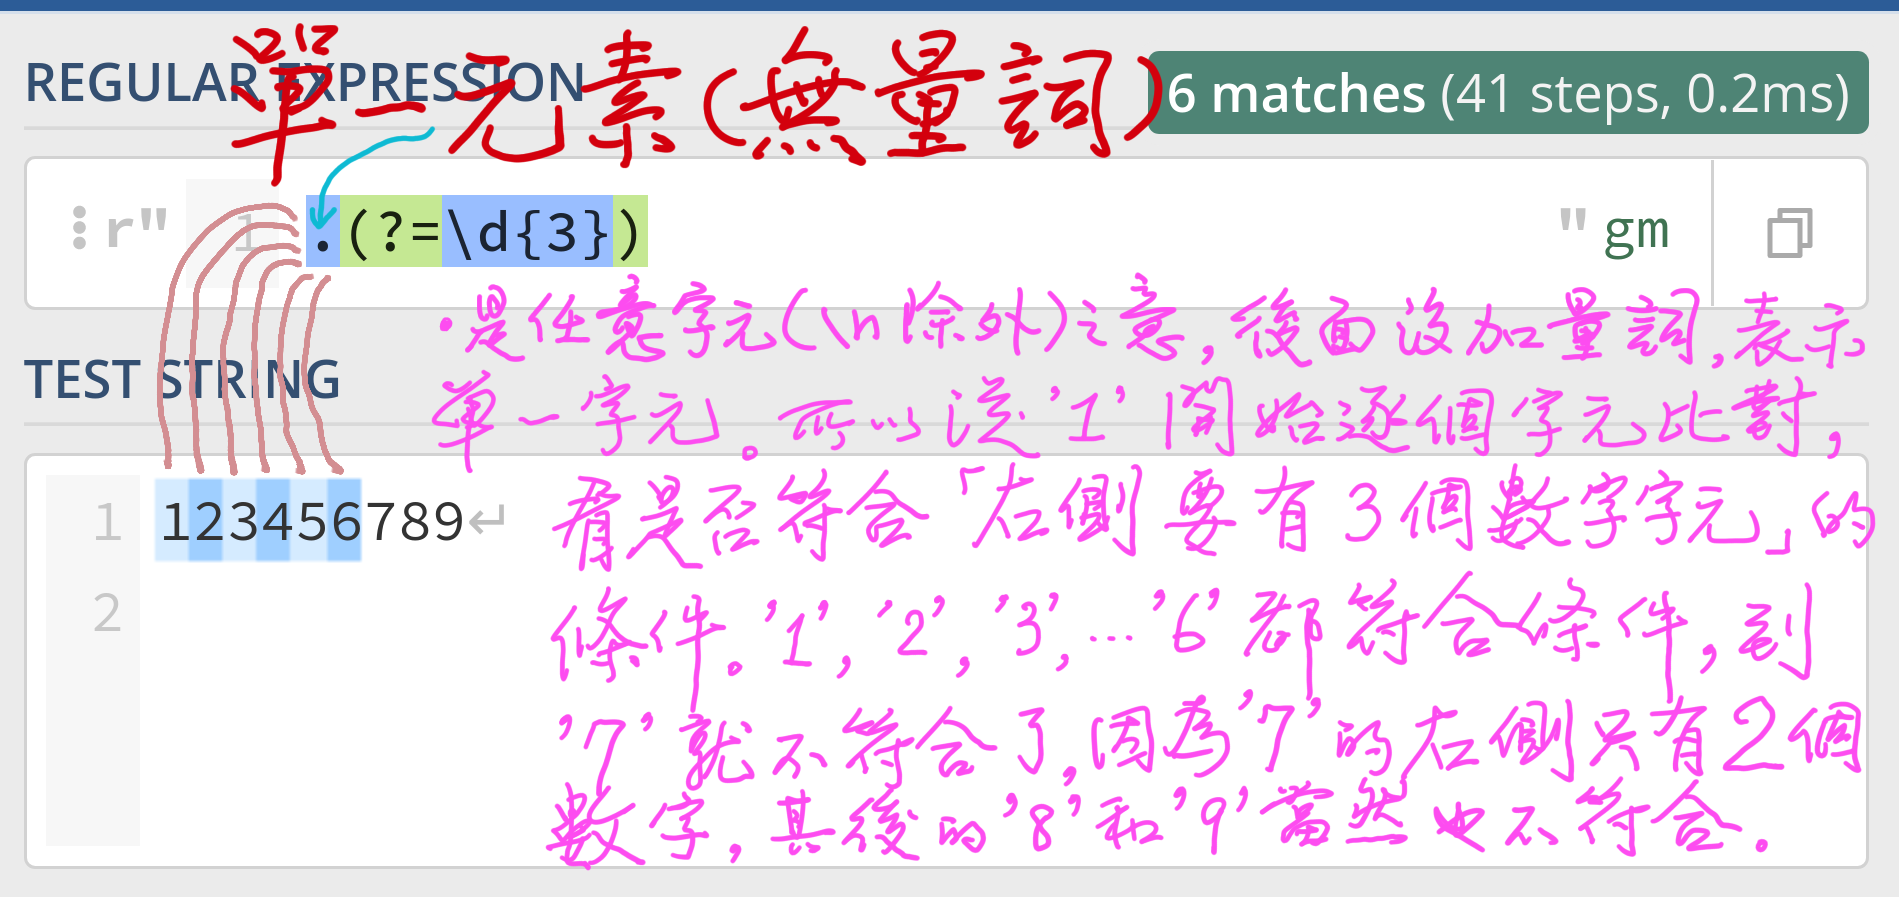 單一元素(無量詞)
REGULAR EXPRESSION
6 matches (41 steps, 0.2ms)
r" 1 .(?=\d{3}) " gm
.是任意字元(\n除外)之意,後面沒加量詞,表示
TEST STRING
單一字元。所以從'1'開始逐個字元比對,
看是否符合「左側要有3個數字字元」的
1 123456789↵
2
條件。'1', '2', '3', …'6'都符合條件,到
'7'就不符合了,因為'7'的左側只有2個
數字,其後的'8'和'9'當然也不符合。